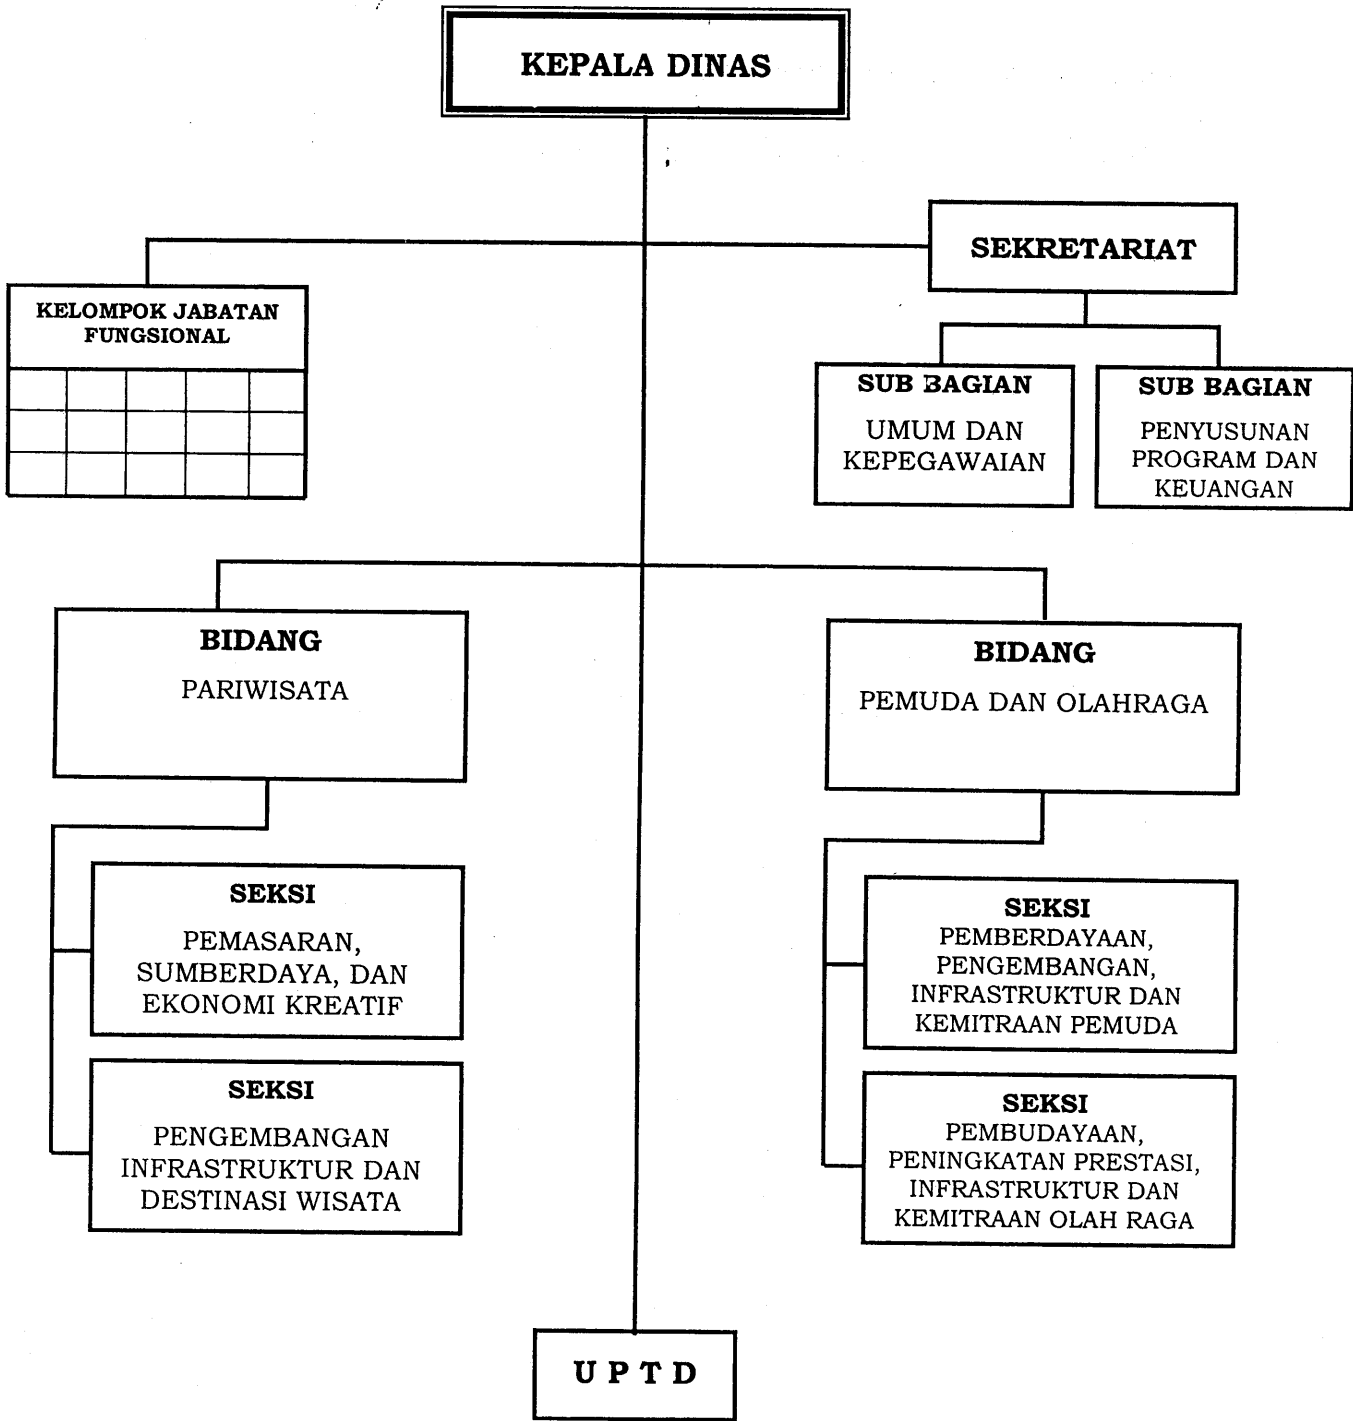 KEPALA DINAS
SEKRETARIAT
KELOMPOK JABATAN
FUNGSIONAL
SUB BAGIAN
UMUM DAN
KEPEGAWAIAN
SUB BAGIAN
PENYUSUNAN
PROGRAM DAN
KEUANGAN
BIDANG
PARIWISATA
BIDANG
PEMUDA DAN OLAHRAGA
SEKSI
PEMASARAN,
SUMBERDAYA, DAN
EKONOMI KREATIF
SEKSI
PENGEMBANGAN
INFRASTRUKTUR DAN
DESTINASI WISATA
SEKSI
PEMBERDAYAAN,
PENGEMBANGAN,
INFRASTRUKTUR DAN
KEMITRAAN PEMUDA
SEKSI
PEMBUDAYAAN,
PENINGKATAN PRESTASI,
INFRASTRUKTUR DAN
KEMITRAAN OLAH RAGA
U P T D